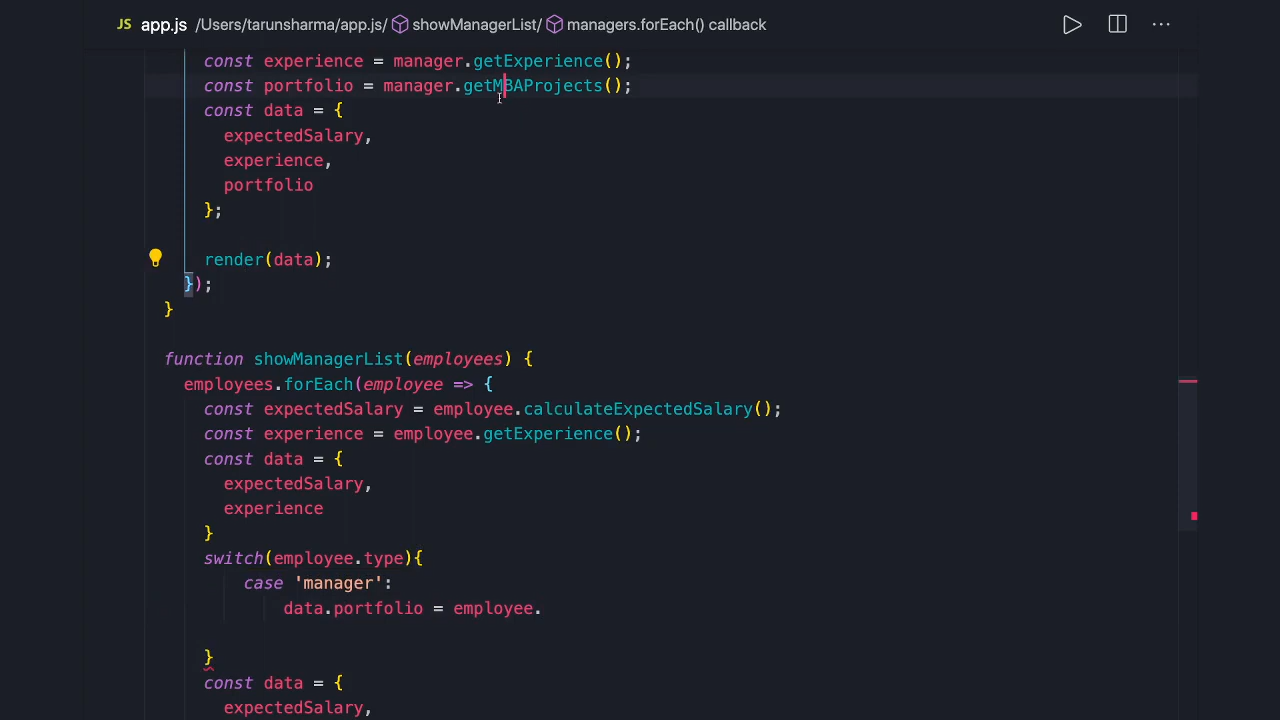 JS app.js /Users/tarunsharma/app.js/ showManagerList/ managers.forEach() callback ...
const experience = manager.getExperience();
const portfolio = manager.getMBAProjects();
const data = {
expectedSalary,
experience,
portfolio
};
render(data);
});
}
function showManagerList(employees) {
employees.forEach(employee => {
const expectedSalary = employee.calculateExpectedSalary();
const experience = employee.getExperience();
const data = {
expectedSalary,
experience
}
switch(employee.type){
case 'manager':
data.portfolio = employee.
}
const data = {
expectedSalary,